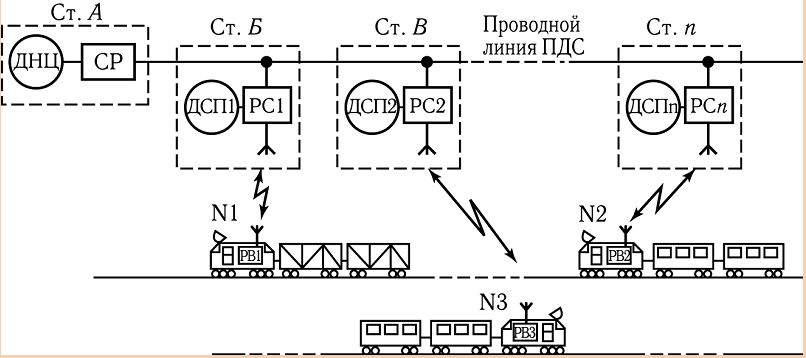 Ст. А
Ст. Б
Ст. В
Проводной
линия ПДС
Ст. n
ДНЦ
СР
ДСП1
РС1
ДСП2
РС2
ДСПn
РСn
N1
N2
РВ1
РВ2
N3
РВ3